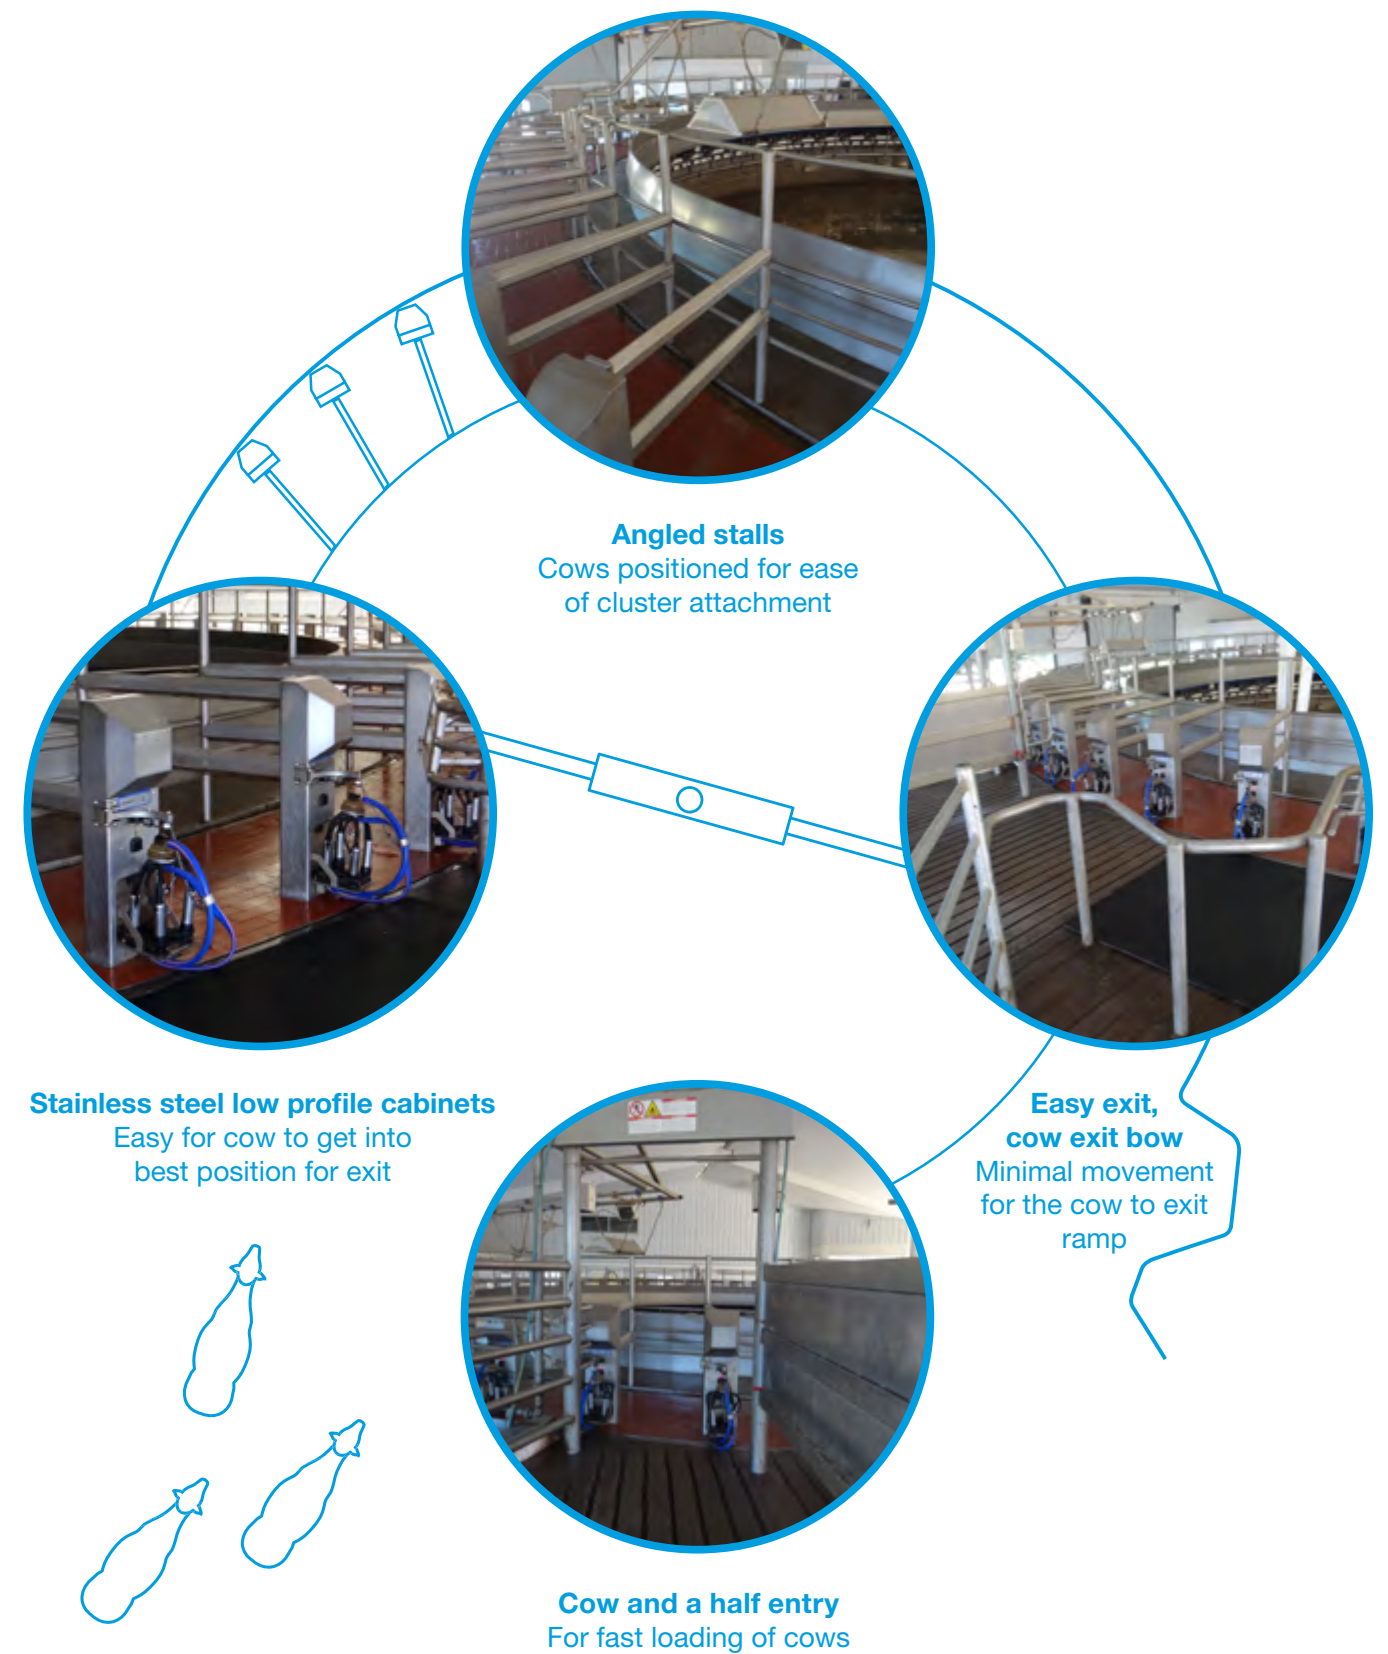 Angled stalls
Cows positioned for ease
of cluster attachment
Stainless steel low profile cabinets
Easy for cow to get into
best position for exit
Easy exit,
cow exit bow
Minimal movement
for the cow to exit
ramp
Cow and a half entry
For fast loading of cows